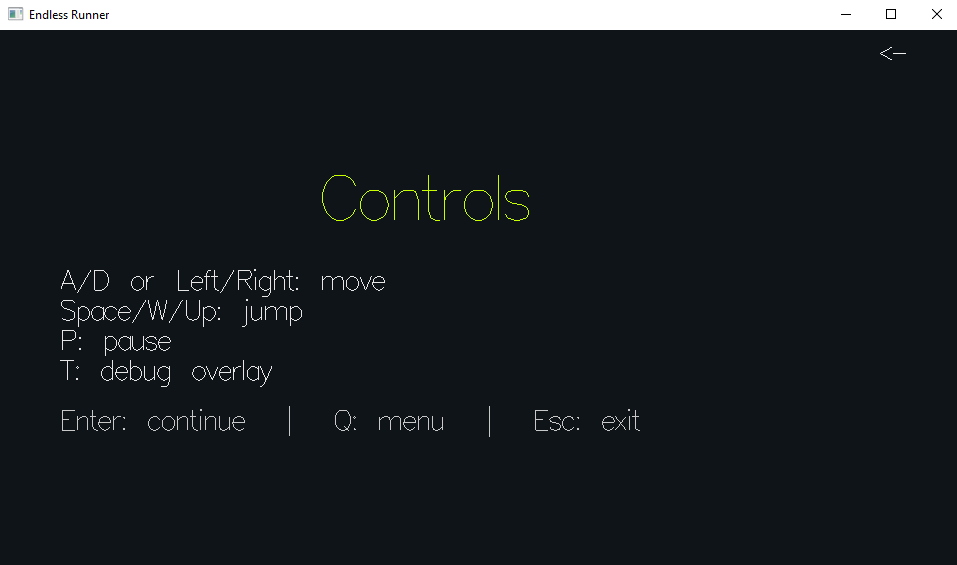 Endless Runner
<-
Controls
A/D or Left/Right: move
Space/W/Up: jump
P: pause
T: debug overlay
Enter: continue | Q: menu | Esc: exit